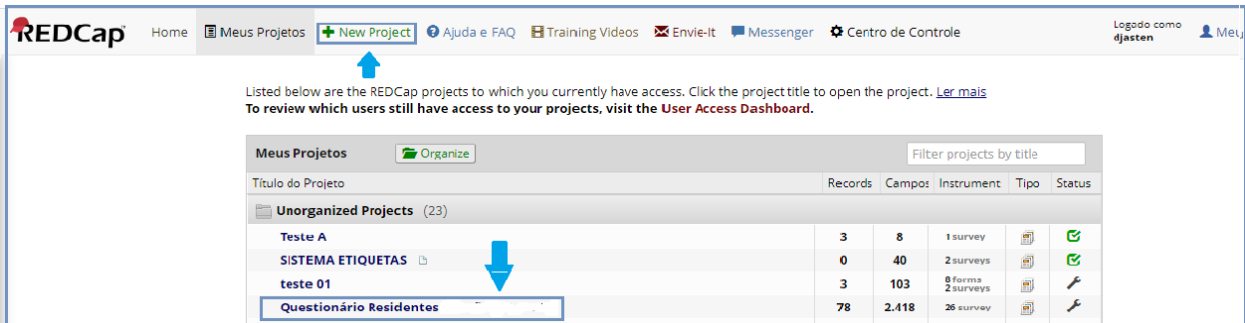 REDCap Home Meus Projetos New Project Ajuda e FAQ Training Videos Envie-It Messenger Centro de Controle Logado como djasten Meu
Listed below are the REDCap projects to which you currently have access. Click the project title to open the project. Ler mais
To review which users still have access to your projects, visit the User Access Dashboard.
Meus Projetos Organize Filter projects by title
Título do Projeto Records Campos Instrument Tipo Status
Unorganized Projects (23)
Teste A 3 8 1 survey
SISTEMA ETIQUETAS 0 40 2 surveys
teste 01 3 103 8 forms 2 surveys
Questionário Residentes 78 2.418 26 survey